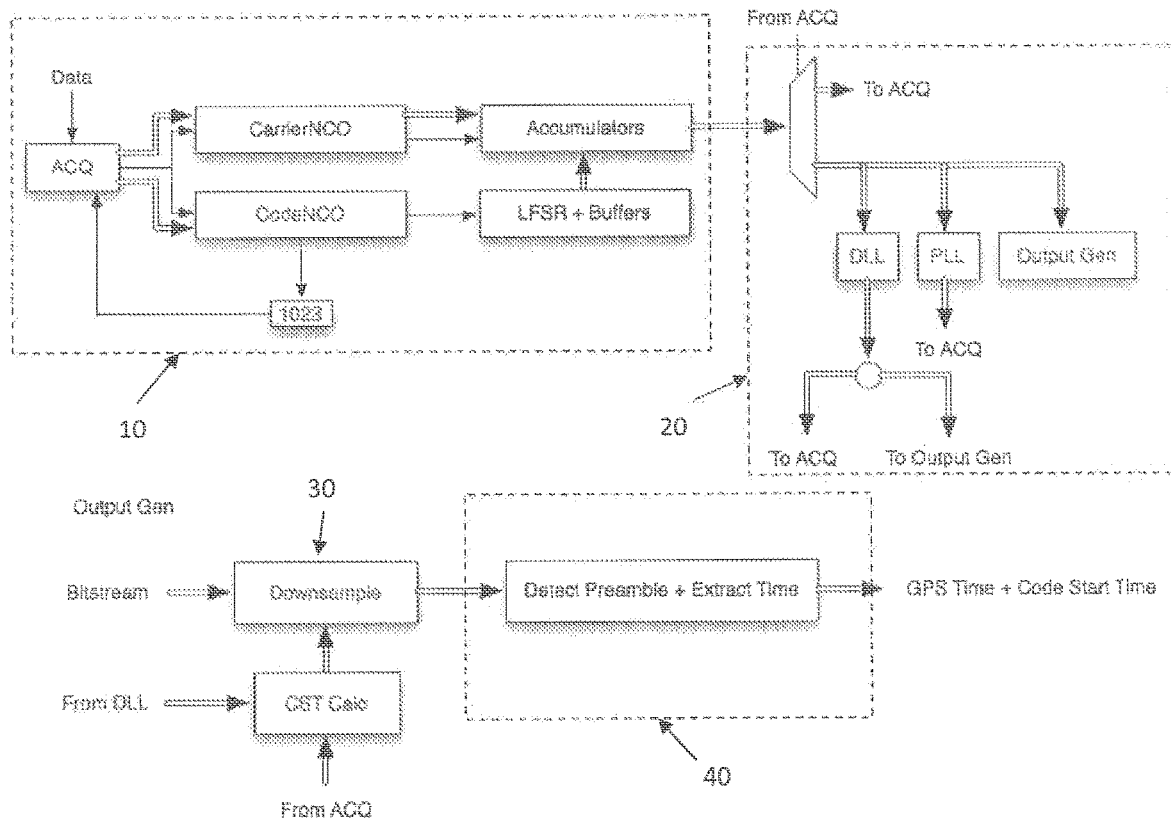 From ACQ
Data
CarrierNCO
Accumulators
To ACQ
ACQ
CodeNCO
LFSR + Buffers
DLL
PLL
Output Gen
1023
To ACQ
10
20
To ACQ
To Output Gen
Output Gen
30
Bitstream
Downsample
Detect Preamble + Extract Time
GPS Time + Code Start Time
From DLL
CST Calc
40
From ACQ